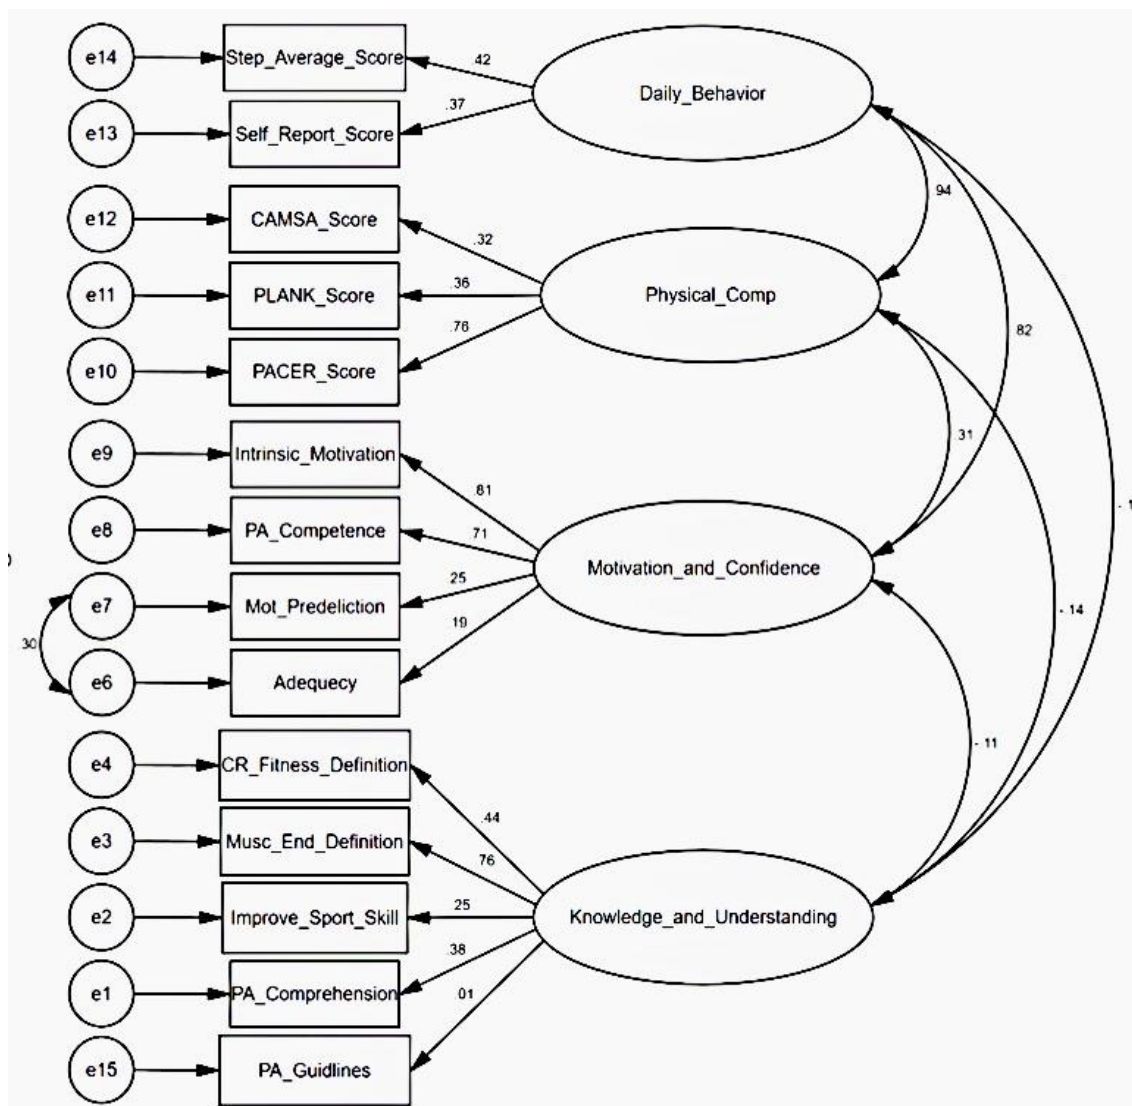 e14
Step_Average_Score
.42
Daily_Behavior
e13
Self_Report_Score
.37
94
e12
CAMSA_Score
.32
e11
PLANK_Score
.36
Physical_Comp
82
e10
PACER_Score
.76
.31
e9
Intrinsic_Motivation
81
e8
PA_Competence
.71
Motivation_and_Confidence
- 1
e7
Mot_Predeliction
25
- 14
30
e6
Adequecy
19
- 11
e4
CR_Fitness_Definition
.44
e3
Musc_End_Definition
.76
e2
Improve_Sport_Skill
.25
Knowledge_and_Understanding
e1
PA_Comprehension
.38
e15
PA_Guidlines
.01